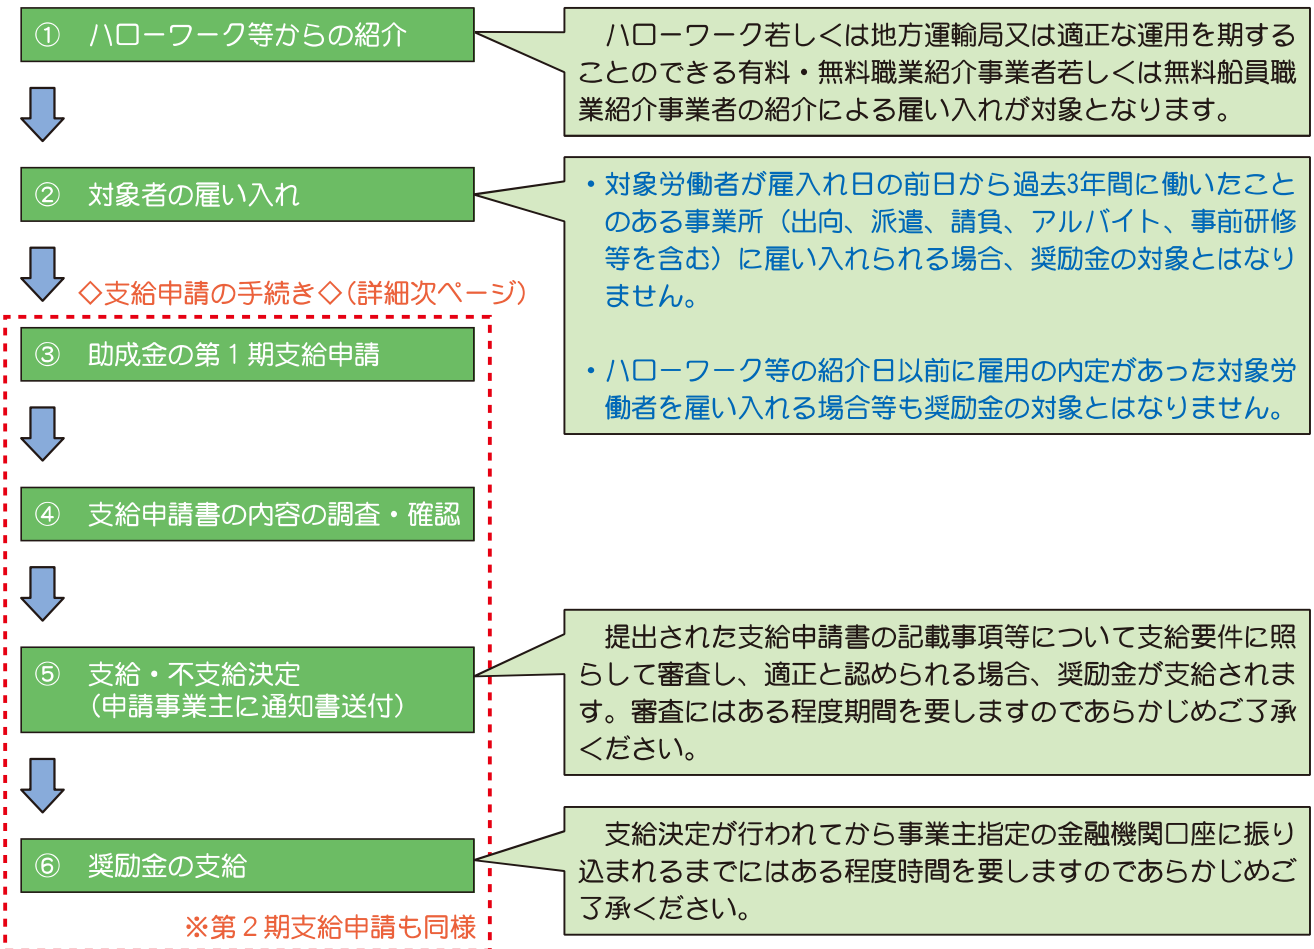 ① ハローワーク等からの紹介
ハローワーク若しくは地方運輸局又は適正な運用を期する
ことのできる有料・無料職業紹介事業者若しくは無料船員職
業紹介事業者の紹介による雇い入れが対象となります。
② 対象者の雇い入れ
・対象労働者が雇入れ日の前日から過去3年間に働いたこと
のある事業所（出向、派遣、請負、アルバイト、事前研修
等を含む）に雇い入れられる場合、奨励金の対象とはなり
ません。
・ハローワーク等の紹介日以前に雇用の内定があった対象労
働者を雇い入れる場合等も奨励金の対象とはなりません。
◇支給申請の手続き◇（詳細次ページ）
③ 助成金の第１期支給申請
④ 支給申請書の内容の調査・確認
⑤ 支給・不支給決定
（申請事業主に通知書送付）
提出された支給申請書の記載事項等について支給要件に照
らして審査し、適正と認められる場合、奨励金が支給されま
す。審査にはある程度期間を要しますのであらかじめご了承
ください。
⑥ 奨励金の支給
支給決定が行われてから事業主指定の金融機関口座に振り
込まれるまでにはある程度時間を要しますのであらかじめご
了承ください。
※第２期支給申請も同様